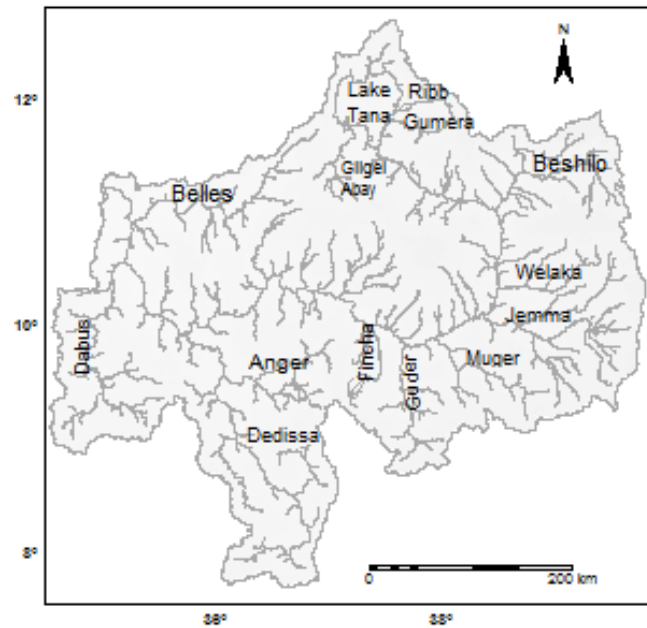 N
12°
Lake
Tana
Ribb
Gumera
Gilgel
Abay
Beshilo
Belles
Welaka
Jemma
10°
Dabus
Anger
Fincha
Guder
Muger
Dedissa
8°
0
200 km
36°
38°